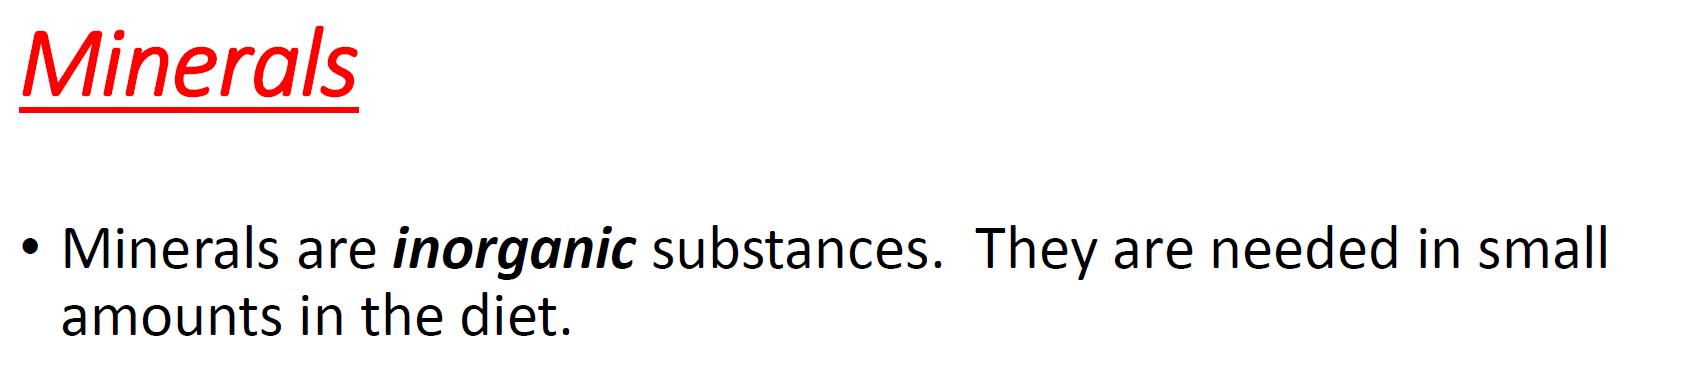 Minerals
• Minerals are inorganic substances.  They are needed in small
amounts in the diet.